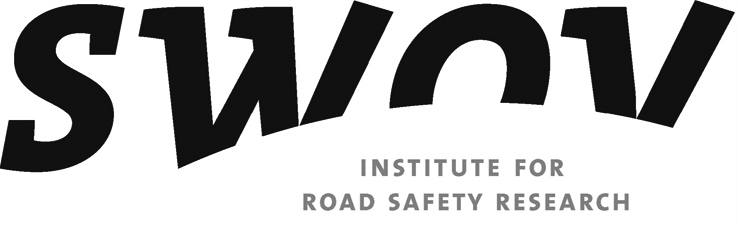 SWOV
INSTITUTE FOR
ROAD SAFETY RESEARCH